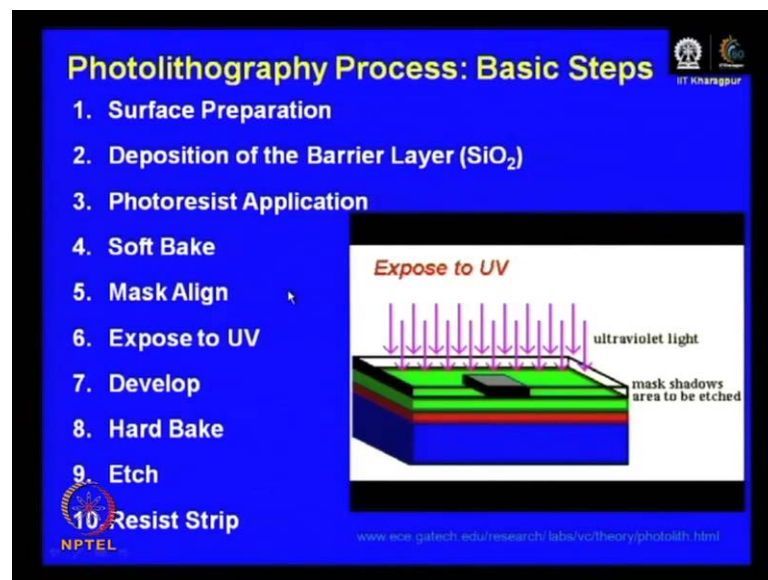 Photolithography Process: Basic Steps
IIT Kharagpur
1. Surface Preparation
2. Deposition of the Barrier Layer (SiO₂)
3. Photoresist Application
4. Soft Bake
5. Mask Align
6. Expose to UV
7. Develop
8. Hard Bake
9. Etch
10. Resist Strip
Expose to UV
ultraviolet light
mask shadows
area to be etched
www.ece.gatech.edu/research/labs/vc/theory/photolith.html
NPTEL